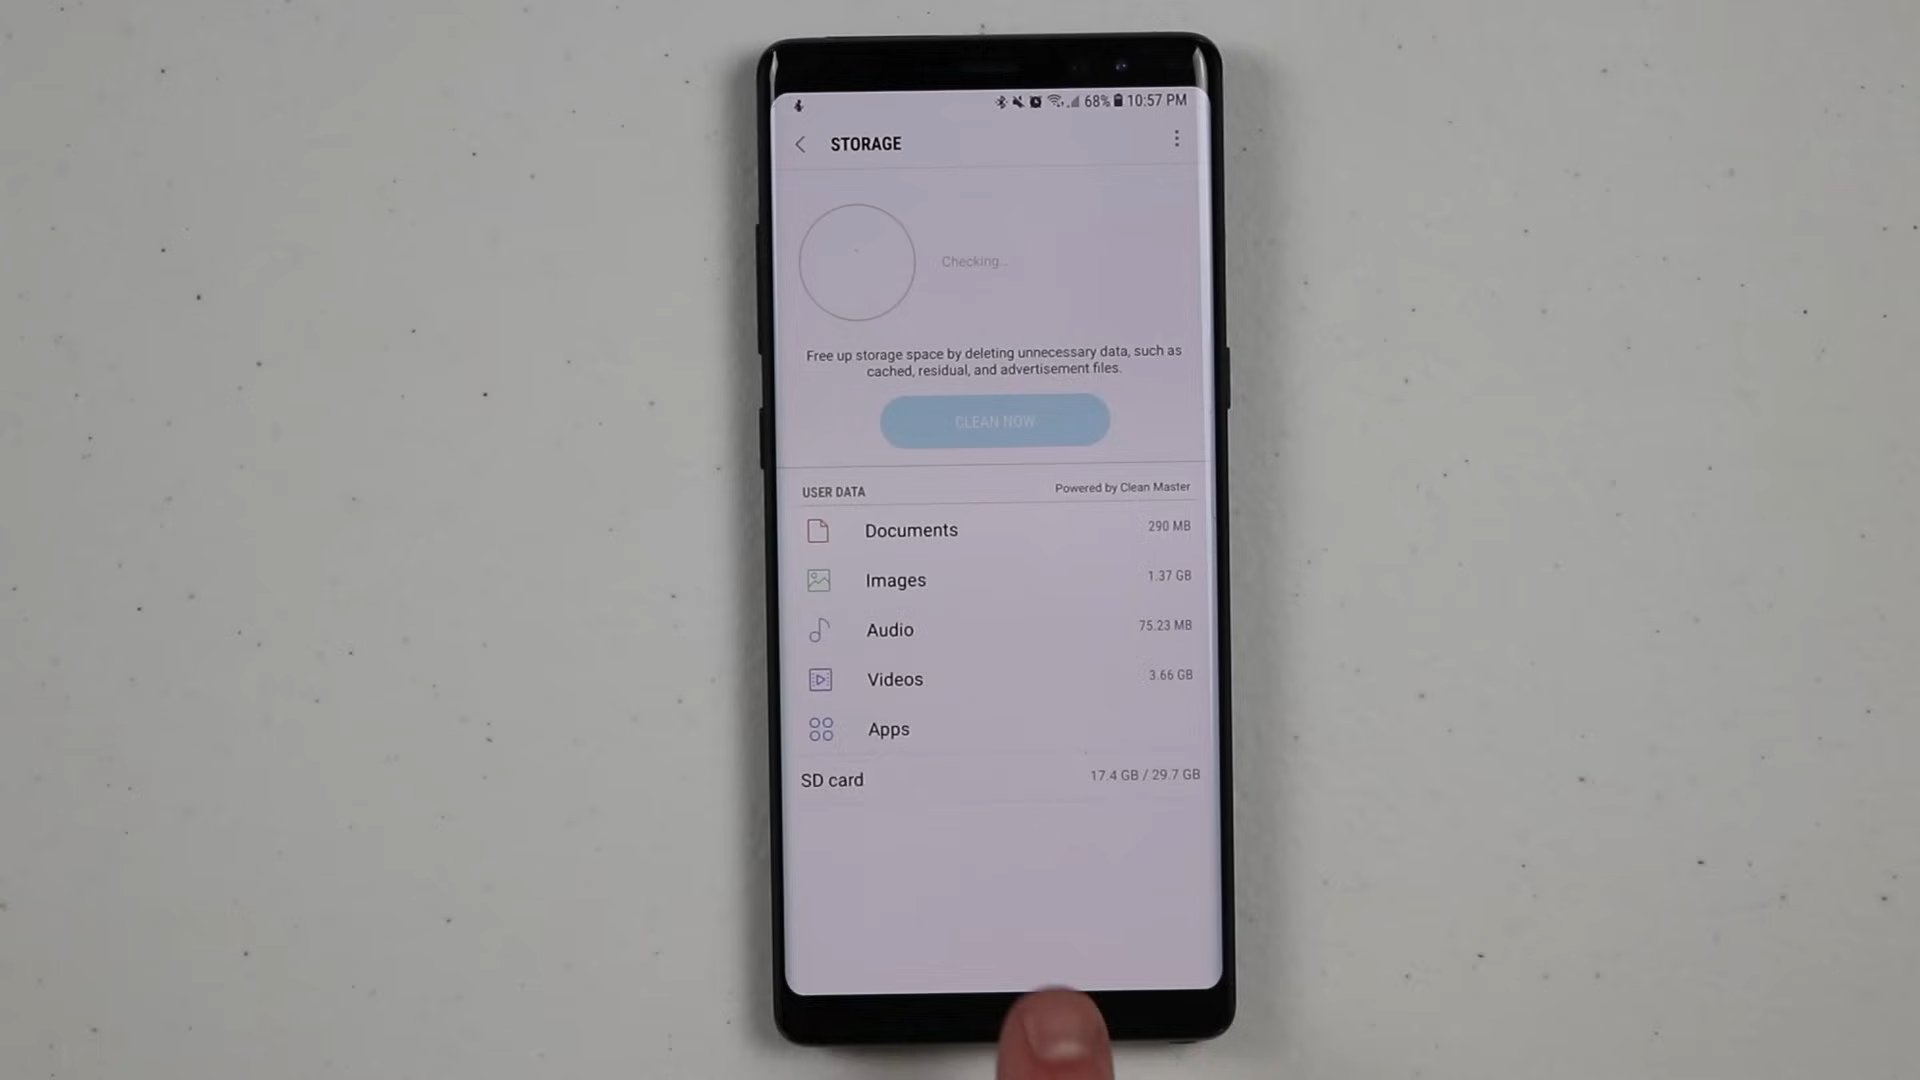 68% 10:57 PM
STORAGE
Checking...
Free up storage space by deleting unnecessary data, such as
cached, residual, and advertisement files.
CLEAN NOW
USER DATA Powered by Clean Master
Documents 290 MB
Images 1.37 GB
Audio 75.23 MB
Videos 3.66 GB
Apps
SD card 17.4 GB / 29.7 GB